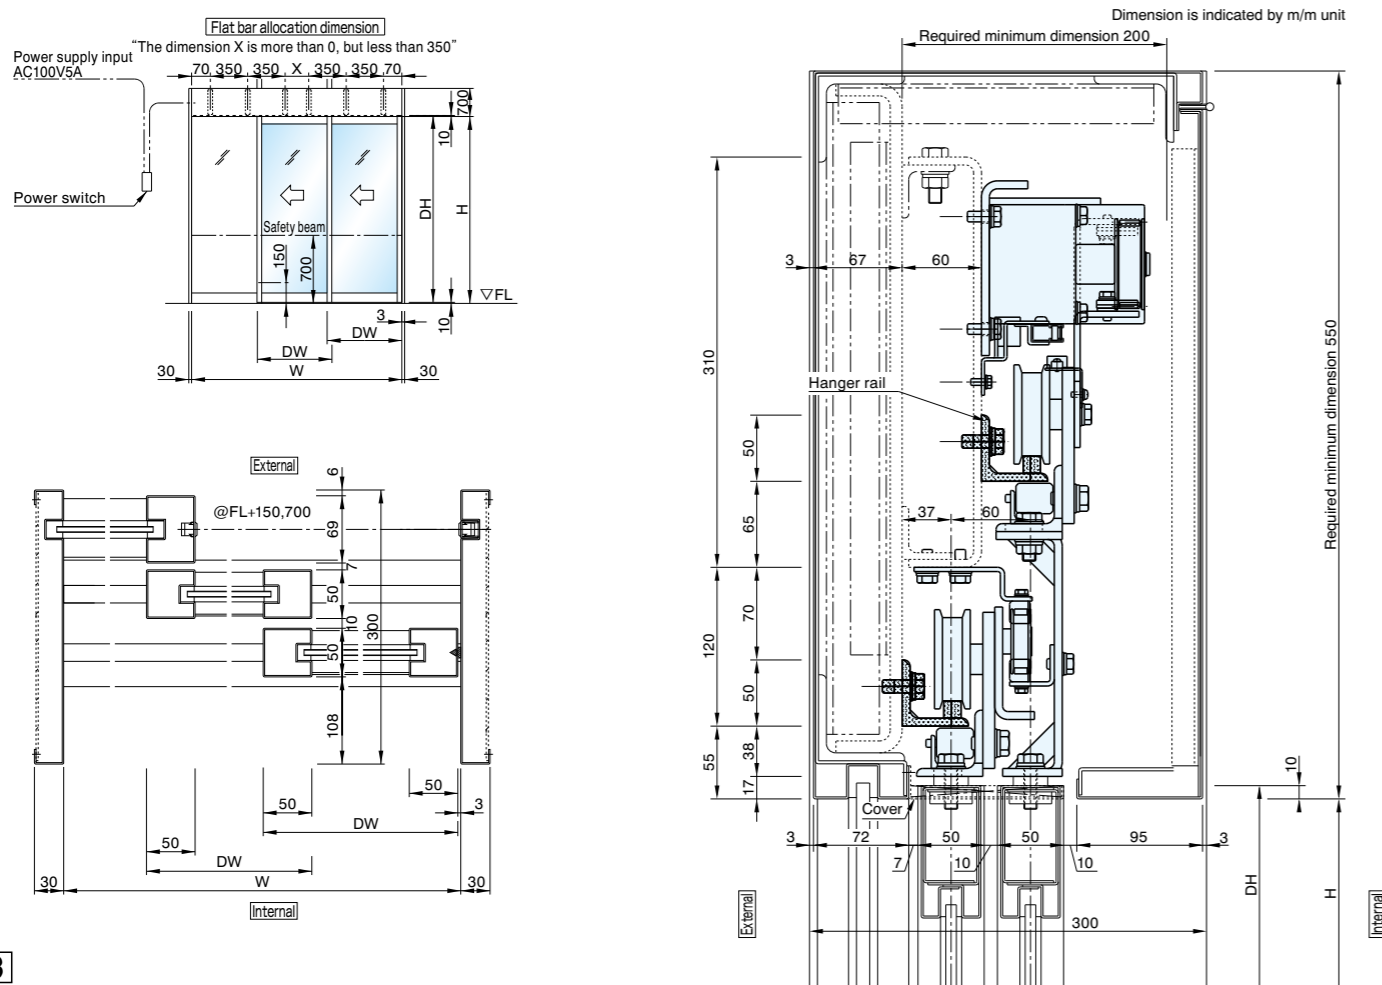 Dimension is indicated by m/m unit
Flat bar allocation dimension
“The dimension X is more than 0, but less than 350”
Power supply input
AC100V5A
70 350 350 X 350 350 70
700
10
Power switch
Safety beam
150
700
DH
H
▽FL
3
10
DW
DW
30 W 30
External
6
@FL+150,700
69
7
50
10
300
50
108
50
50 3
DW
50
DW
30 W 30
Internal
Required minimum dimension 200
3 67 60
310
Hanger rail
50
65
37 60
Required minimum dimension 550
70
120
50
38
55
17
10
Cover
3 72 50 50 95 3
7 10 10
DH
H
External
300
Internal
3